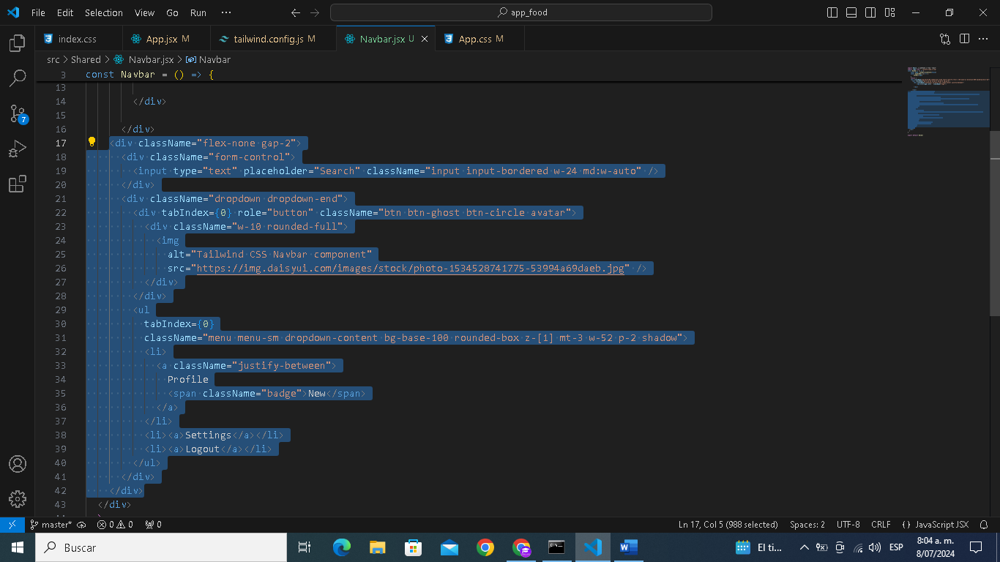 File Edit Selection View Go Run ··· app_food
index.css App.jsx M tailwind.config.js M Navbar.jsx U App.css M
src > Shared > Navbar.jsx > Navbar
3 const Navbar = () => {
13
14 </div>
15
16 </div>
17 <div className="flex-none gap-2">
18 <div className="form-control">
19 <input type="text" placeholder="Search" className="input input-bordered w-24 md:w-auto" />
20 </div>
21 <div className="dropdown dropdown-end">
22 <div tabIndex={0} role="button" className="btn btn-ghost btn-circle avatar">
23 <div className="w-10 rounded-full">
24 <img
25 alt="Tailwind CSS Navbar component"
26 src="https://img.daisyui.com/images/stock/photo-1534528741775-53994a69daeb.jpg" />
27 </div>
28 </div>
29 <ul
30 tabIndex={0}
31 className="menu menu-sm dropdown-content bg-base-100 rounded-box z-[1] mt-3 w-52 p-2 shadow">
32 <li>
33 <a className="justify-between">
34 Profile
35 <span className="badge">New</span>
36 </a>
37 </li>
38 <li><a>Settings</a></li>
39 <li><a>Logout</a></li>
40 </ul>
41 </div>
42 </div>
43 </div>
7
master* 0 0 0 Ln 17, Col 5 (988 selected) Spaces: 2 UTF-8 CRLF JavaScript JSX
Buscar El ti... ESP 8:04 a. m.
8/07/2024